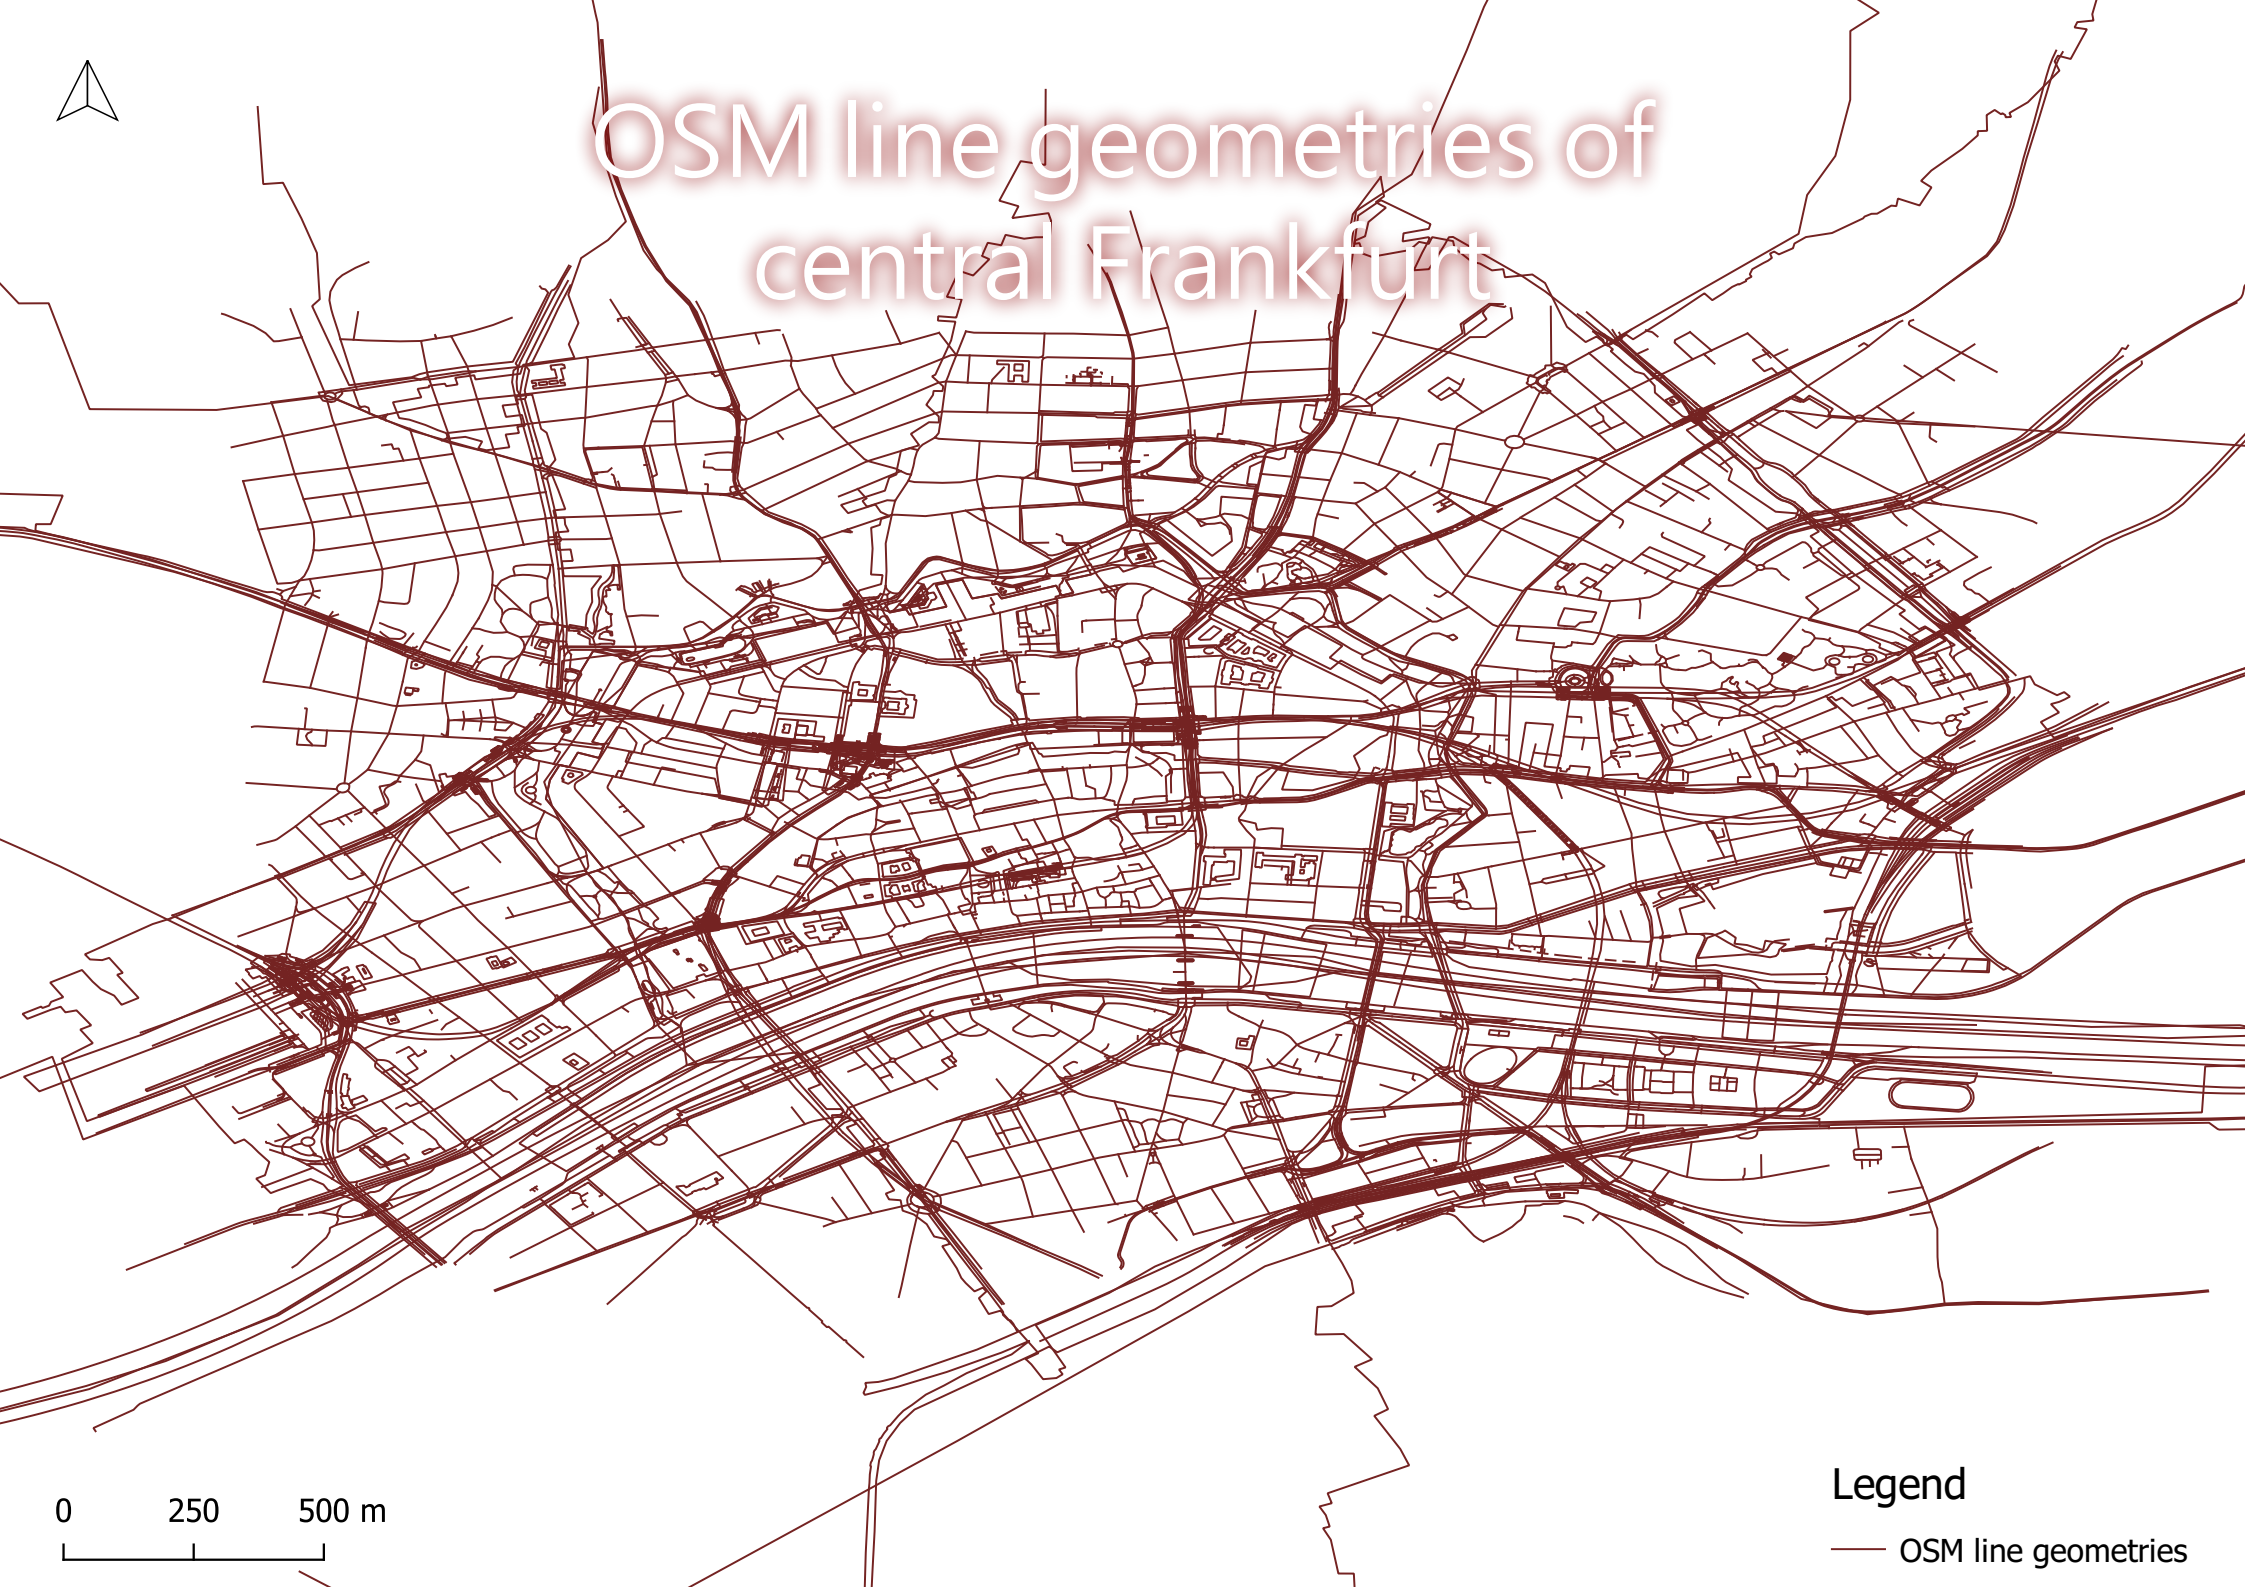 OSM line geometries of
central Frankfurt
0 250 500 m
Legend
OSM line geometries